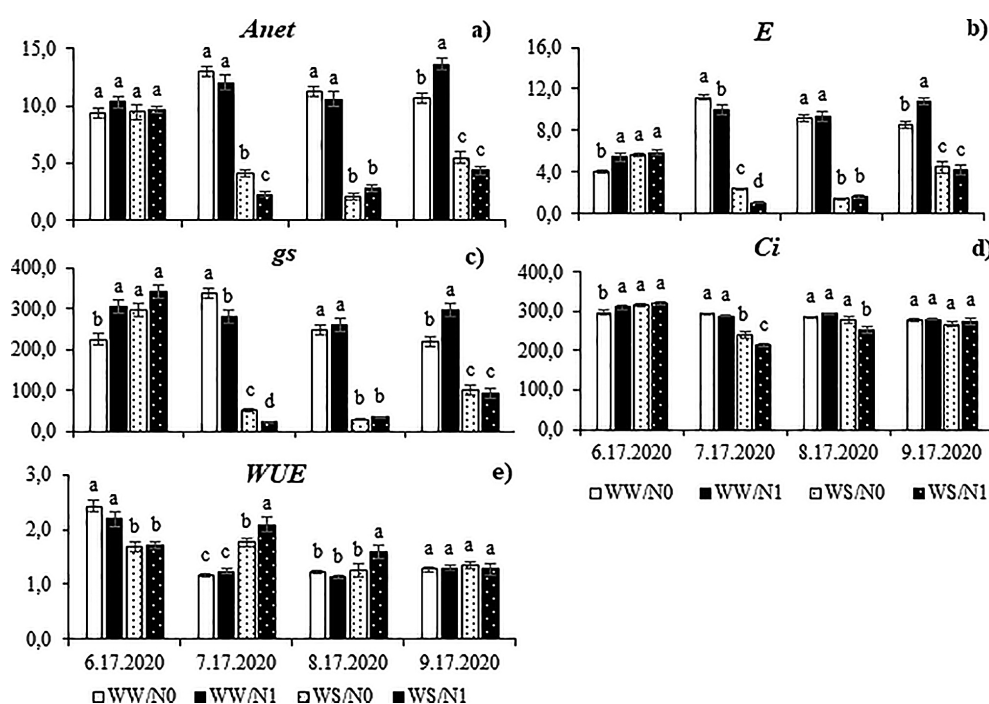 Anet a)
15,0
10,0
5,0
0,0
a a a a a a b c a a b b b a c c
E b)
16,0
12,0
8,0
4,0
0,0
b a a a a b c d a a b b b a c c
gs c)
400,0
300,0
200,0
100,0
0,0
b a a a a b c d a a b b b a c c
Ci d)
400,0
300,0
200,0
100,0
0,0
b a a a a a b c a a a b a a a a
6.17.2020 7.17.2020 8.17.2020 9.17.2020
WW/N0 WW/N1 WS/N0 WS/N1
WUE e)
3,0
2,0
1,0
0,0
a a b b c c b a b b b a a a a a
6.17.2020 7.17.2020 8.17.2020 9.17.2020
WW/N0 WW/N1 WS/N0 WS/N1